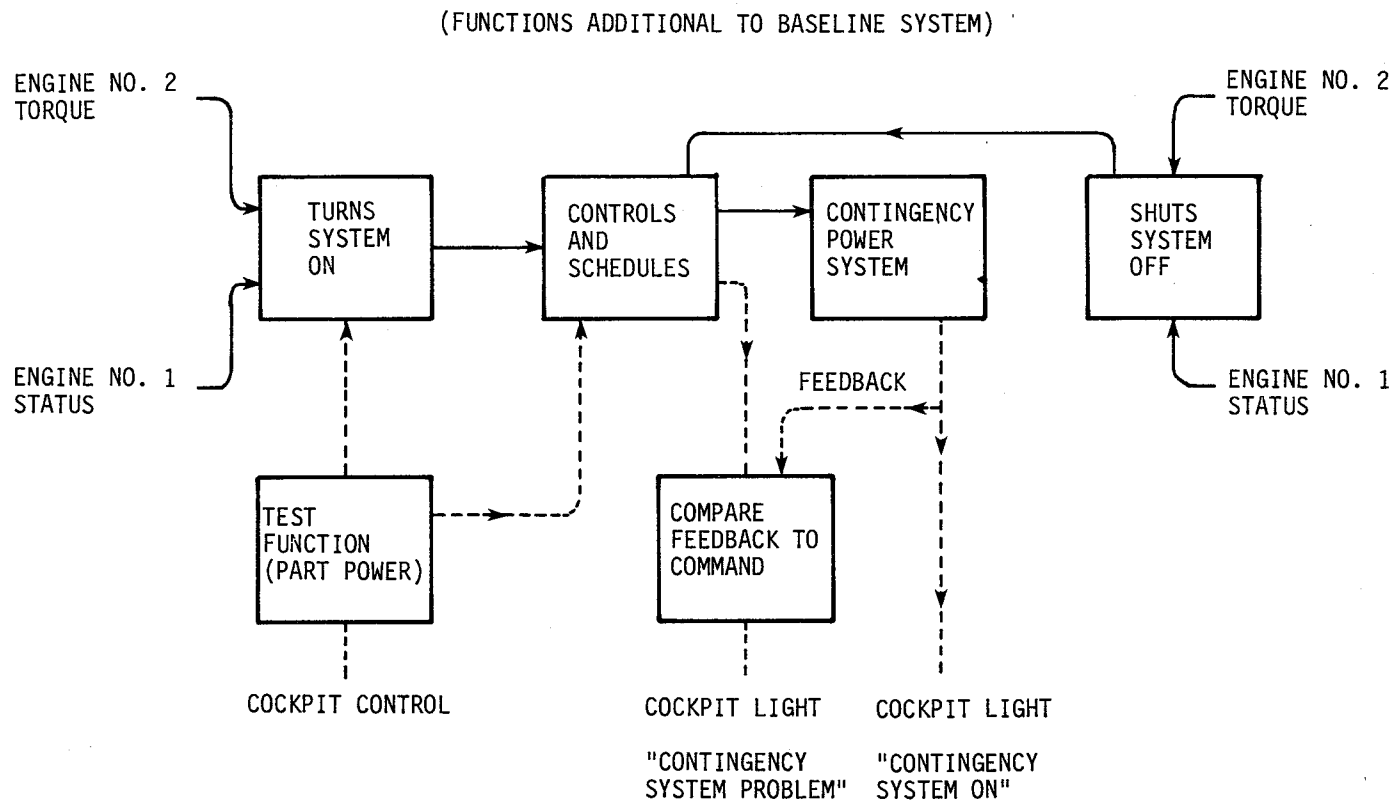 (FUNCTIONS ADDITIONAL TO BASELINE SYSTEM)
ENGINE NO. 2
TORQUE
ENGINE NO. 2
TORQUE
TURNS
SYSTEM
ON
CONTROLS
AND
SCHEDULES
CONTINGENCY
POWER
SYSTEM
SHUTS
SYSTEM
OFF
ENGINE NO. 1
STATUS
FEEDBACK
ENGINE NO. 1
STATUS
TEST
FUNCTION
(PART POWER)
COMPARE
FEEDBACK TO
COMMAND
COCKPIT CONTROL
COCKPIT LIGHT
"CONTINGENCY
SYSTEM PROBLEM"
COCKPIT LIGHT
"CONTINGENCY
SYSTEM ON"